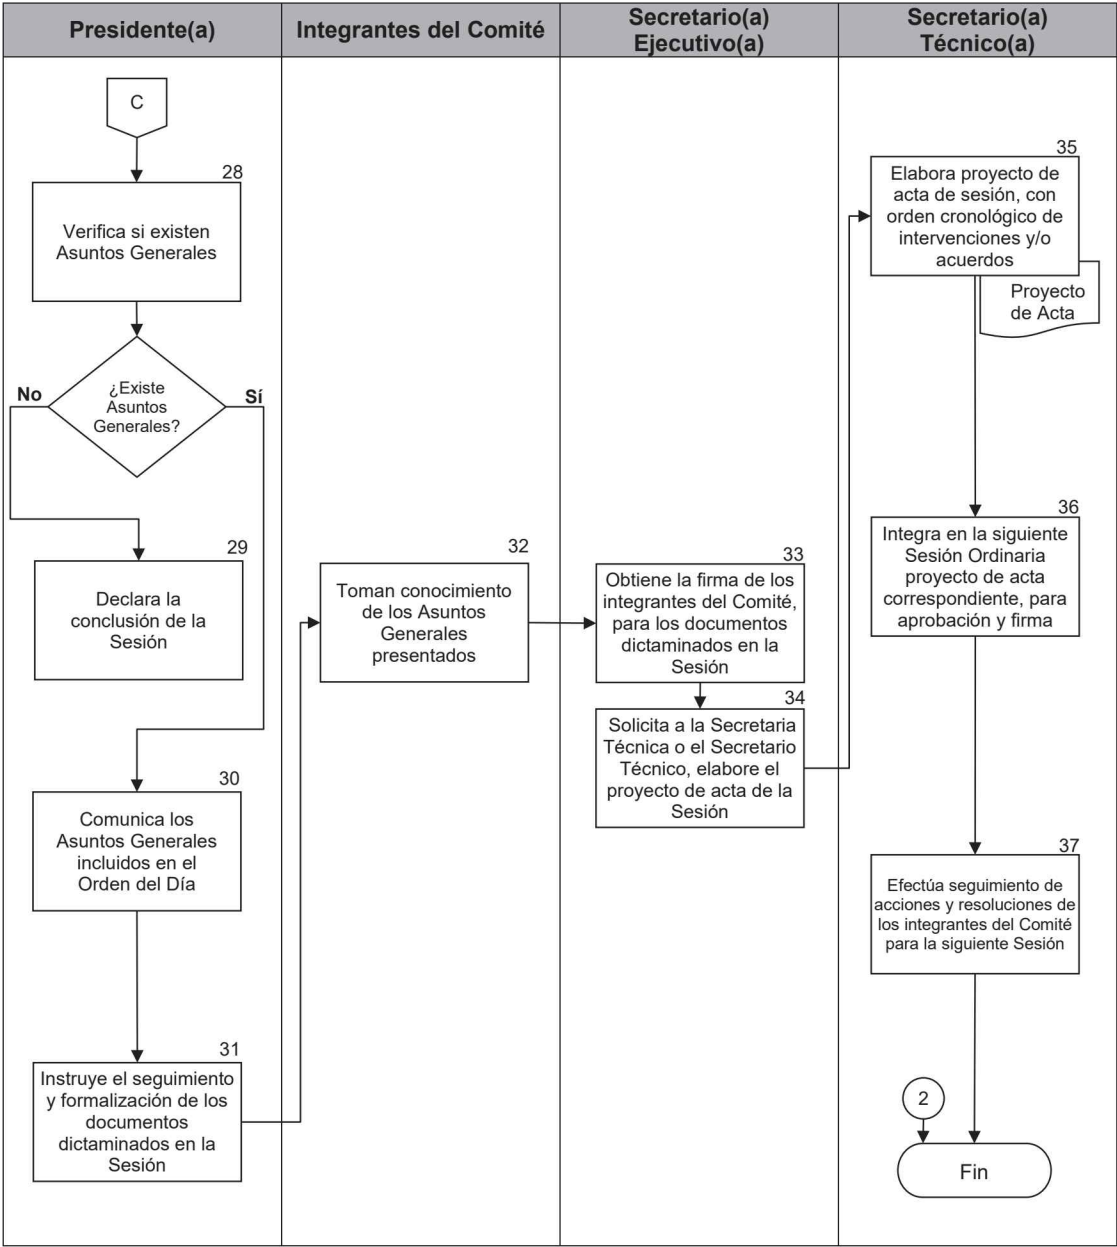 Presidente(a)
Integrantes del Comité
Secretario(a)
Ejecutivo(a)
Secretario(a)
Técnico(a)
C
28
Verifica si existen
Asuntos Generales
¿Existe
Asuntos
Generales?
No
Sí
29
Declara la
conclusión de la
Sesión
30
Comunica los
Asuntos Generales
incluidos en el
Orden del Día
31
Instruye el seguimiento
y formalización de los
documentos
dictaminados en la
Sesión
32
Toman conocimiento
de los Asuntos
Generales
presentados
33
Obtiene la firma de los
integrantes del Comité,
para los documentos
dictaminados en la
Sesión
34
Solicita a la Secretaria
Técnica o el Secretario
Técnico, elabore el
proyecto de acta de la
Sesión
35
Elabora proyecto de
acta de sesión, con
orden cronológico de
intervenciones y/o
acuerdos
Proyecto
de Acta
36
Integra en la siguiente
Sesión Ordinaria
proyecto de acta
correspondiente, para
aprobación y firma
37
Efectúa seguimiento de
acciones y resoluciones de
los integrantes del Comité
para la siguiente Sesión
2
Fin